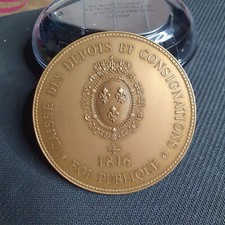 CAISSE DES DEPOTS ET CONSIGNATIONS
1816
FOI PUBLIQUE